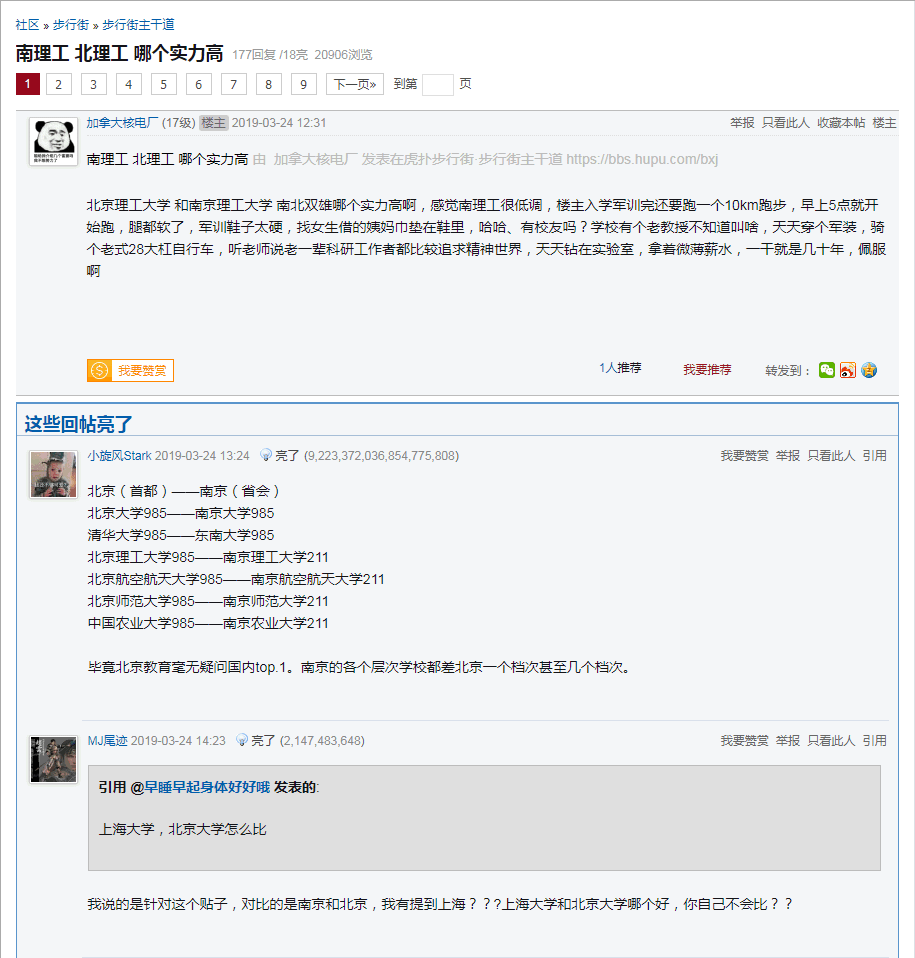 社区 » 步行街 » 步行街主干道
南理工 北理工 哪个实力高 177回复 /18亮 20906浏览
1 2 3 4 5 6 7 8 9 下一页» 到第 页
加拿大核电厂 (17级) 楼主 2019-03-24 12:31 举报 只看此人 收藏本帖 楼主
南理工 北理工 哪个实力高 由 加拿大核电厂 发表在虎扑步行街·步行街主干道 https://bbs.hupu.com/bxj
北京理工大学 和南京理工大学 南北双雄哪个实力高啊，感觉南理工很低调，楼主入学军训完还要跑一个10km跑步，早上5点就开
始跑，腿都软了，军训鞋子太硬，找女生借的姨妈巾垫在鞋里，哈哈、有校友吗？学校有个老教授不知道叫啥，天天穿个军装，骑
个老式28大杠自行车，听老师说老一辈科研工作者都比较追求精神世界，天天钻在实验室，拿着微薄薪水，一干就是几十年，佩服
啊
我要赞赏 1人推荐 我要推荐 转发到：
这些回帖亮了
小旋风Stark 2019-03-24 13:24 亮了 (9,223,372,036,854,775,808) 我要赞赏 举报 只看此人 引用
北京（首都）——南京（省会）
北京大学985——南京大学985
清华大学985——东南大学985
北京理工大学985——南京理工大学211
北京航空航天大学985——南京航空航天大学211
北京师范大学985——南京师范大学211
中国农业大学985——南京农业大学211
毕竟北京教育毫无疑问国内top.1。南京的各个层次学校都差北京一个档次甚至几个档次。
MJ尾迹 2019-03-24 14:23 亮了 (2,147,483,648) 我要赞赏 举报 只看此人 引用
引用 @早睡早起身体好好哦 发表的:
上海大学，北京大学怎么比
我说的是针对这个贴子，对比的是南京和北京，我有提到上海？？?上海大学和北京大学哪个好，你自己不会比？？